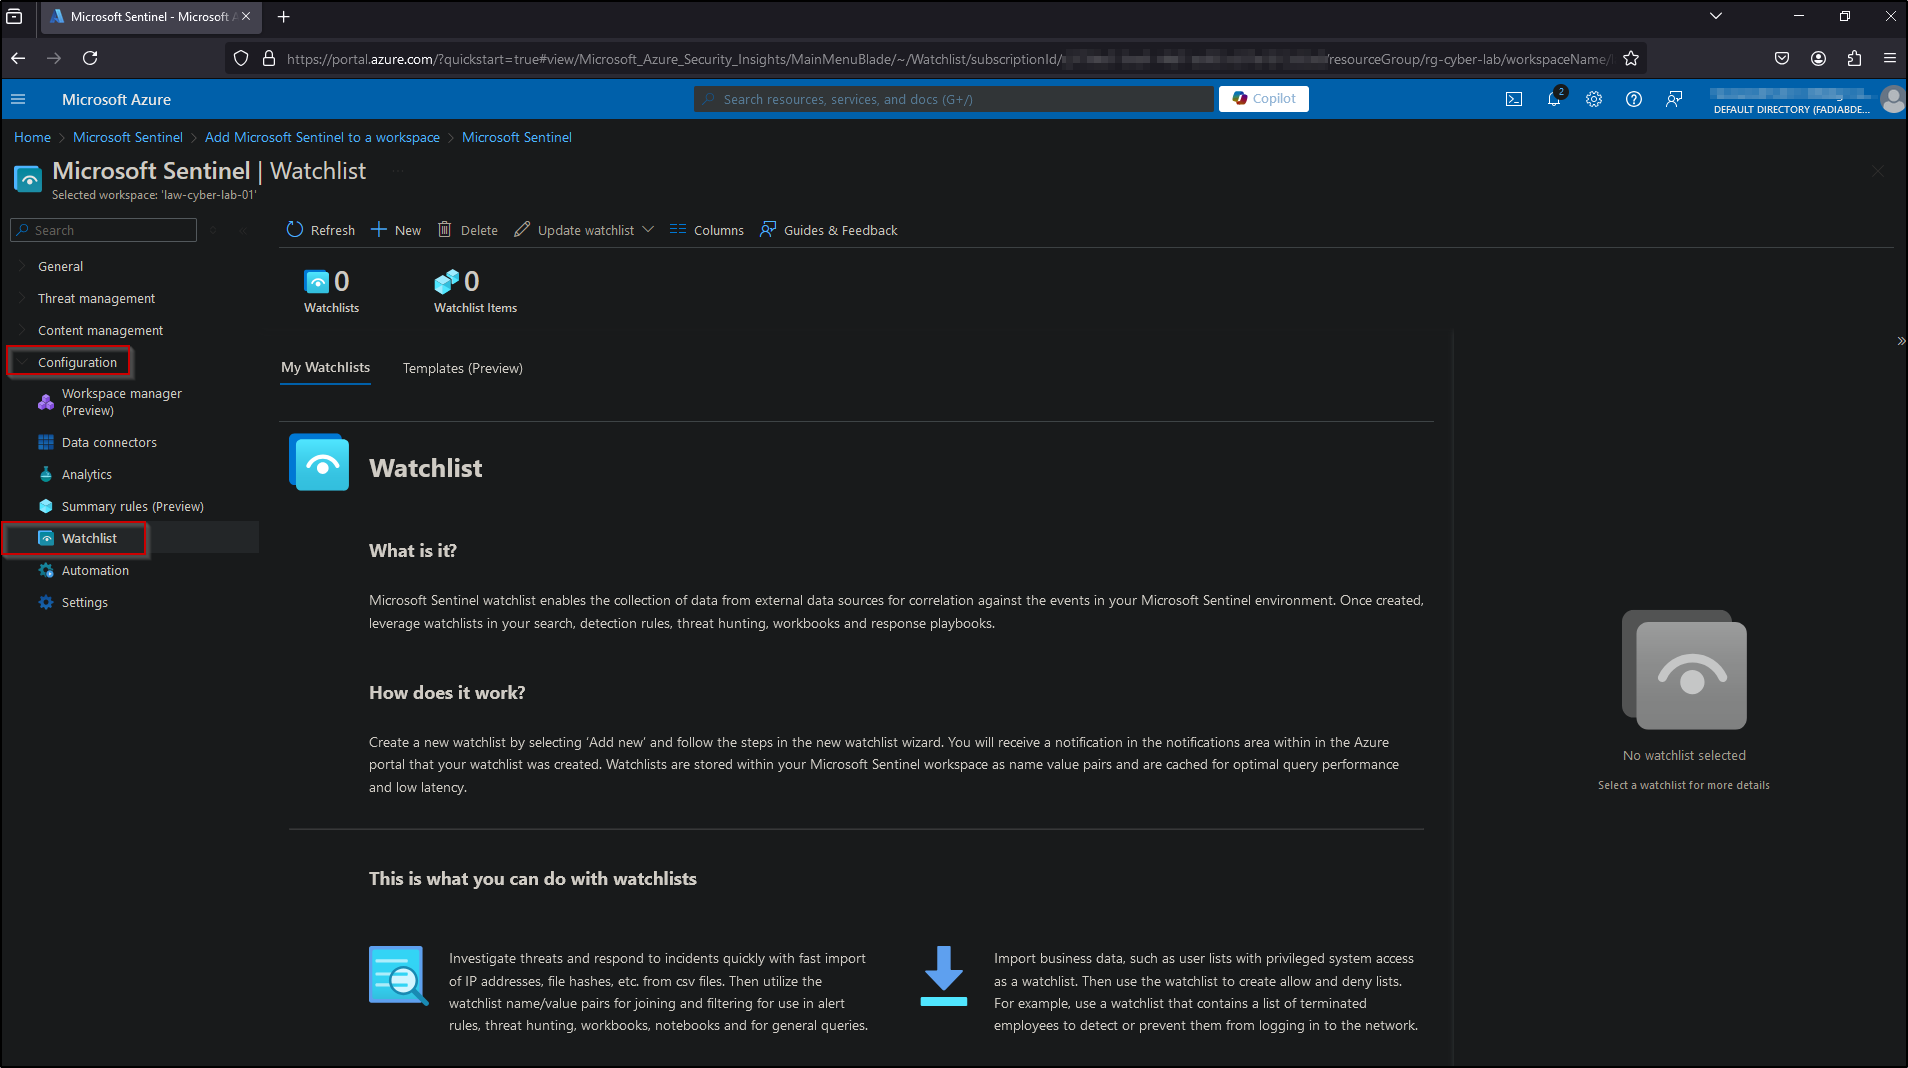 Microsoft Sentinel - Microsoft A
https://portal.azure.com/?quickstart=true#view/Microsoft_Azure_Security_Insights/MainMenuBlade/~/Watchlist/subscriptionId/
/resourceGroup/rg-cyber-lab/workspaceName/
Microsoft Azure
Search resources, services, and docs (G+/)
Copilot
2
DEFAULT DIRECTORY (FADIABDE...
Home > Microsoft Sentinel > Add Microsoft Sentinel to a workspace > Microsoft Sentinel
Microsoft Sentinel | Watchlist
...
Selected workspace: 'law-cyber-lab-01'
Search
Refresh
New
Delete
Update watchlist
Columns
Guides & Feedback
General
Threat management
Content management
Configuration
Workspace manager
(Preview)
Data connectors
Analytics
Summary rules (Preview)
Watchlist
Automation
Settings
0
Watchlists
0
Watchlist Items
My Watchlists
Templates (Preview)
Watchlist
What is it?
Microsoft Sentinel watchlist enables the collection of data from external data sources for correlation against the events in your Microsoft Sentinel environment. Once created,
leverage watchlists in your search, detection rules, threat hunting, workbooks and response playbooks.
How does it work?
Create a new watchlist by selecting 'Add new' and follow the steps in the new watchlist wizard. You will receive a notification in the notifications area within in the Azure
portal that your watchlist was created. Watchlists are stored within your Microsoft Sentinel workspace as name value pairs and are cached for optimal query performance
and low latency.
This is what you can do with watchlists
Investigate threats and respond to incidents quickly with fast import
of IP addresses, file hashes, etc. from csv files. Then utilize the
watchlist name/value pairs for joining and filtering for use in alert
rules, threat hunting, workbooks, notebooks and for general queries.
Import business data, such as user lists with privileged system access
as a watchlist. Then use the watchlist to create allow and deny lists.
For example, use a watchlist that contains a list of terminated
employees to detect or prevent them from logging in to the network.
No watchlist selected
Select a watchlist for more details